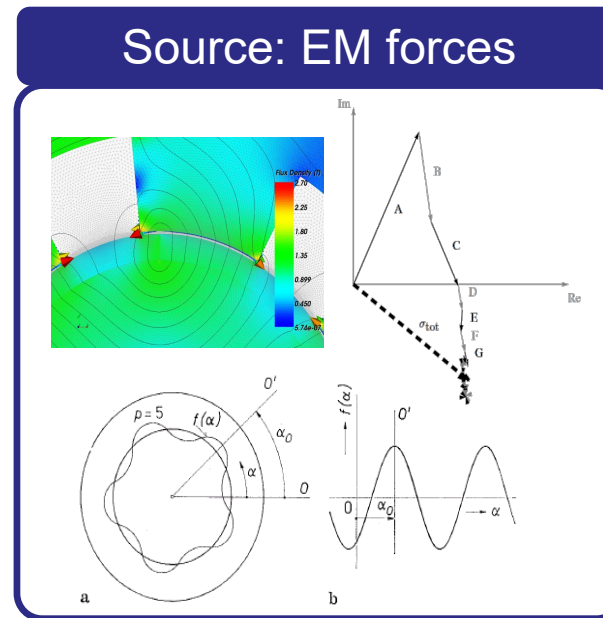 Source: EM forces
Flux Density (T)
2.70
2.25
1.80
1.35
0.899
0.450
5.74e-07
Im
B
A
C
D
Re
E
σtot
F
G
O'
p=5
f(α)
α₀
α
O
a
f(α)
O'
O
α₀
α
b